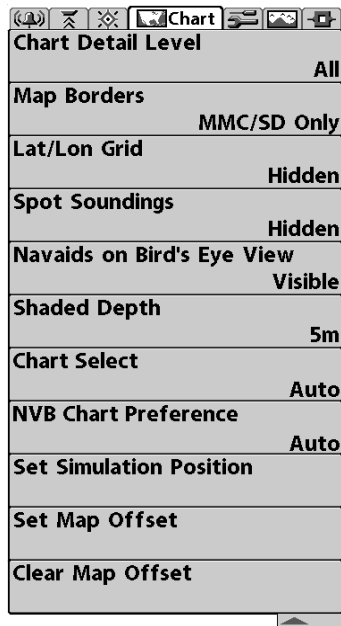 Chart
Chart Detail Level
All
Map Borders
MMC/SD Only
Lat/Lon Grid
Hidden
Spot Soundings
Hidden
Navaids on Bird's Eye View
Visible
Shaded Depth
5m
Chart Select
Auto
NVB Chart Preference
Auto
Set Simulation Position
Set Map Offset
Clear Map Offset